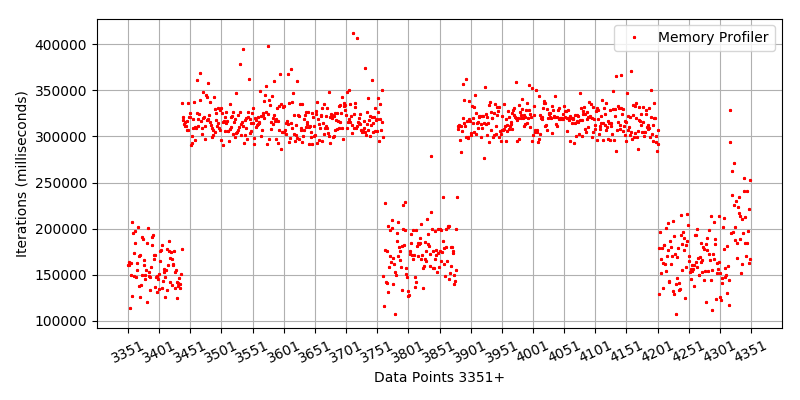 Memory Profiler
Iterations (milliseconds)
400000
350000
300000
250000
200000
150000
100000
3351 3401 3451 3501 3551 3601 3651 3701 3751 3801 3851 3901 3951 4001 4051 4101 4151 4201 4251 4301 4351
Data Points 3351+